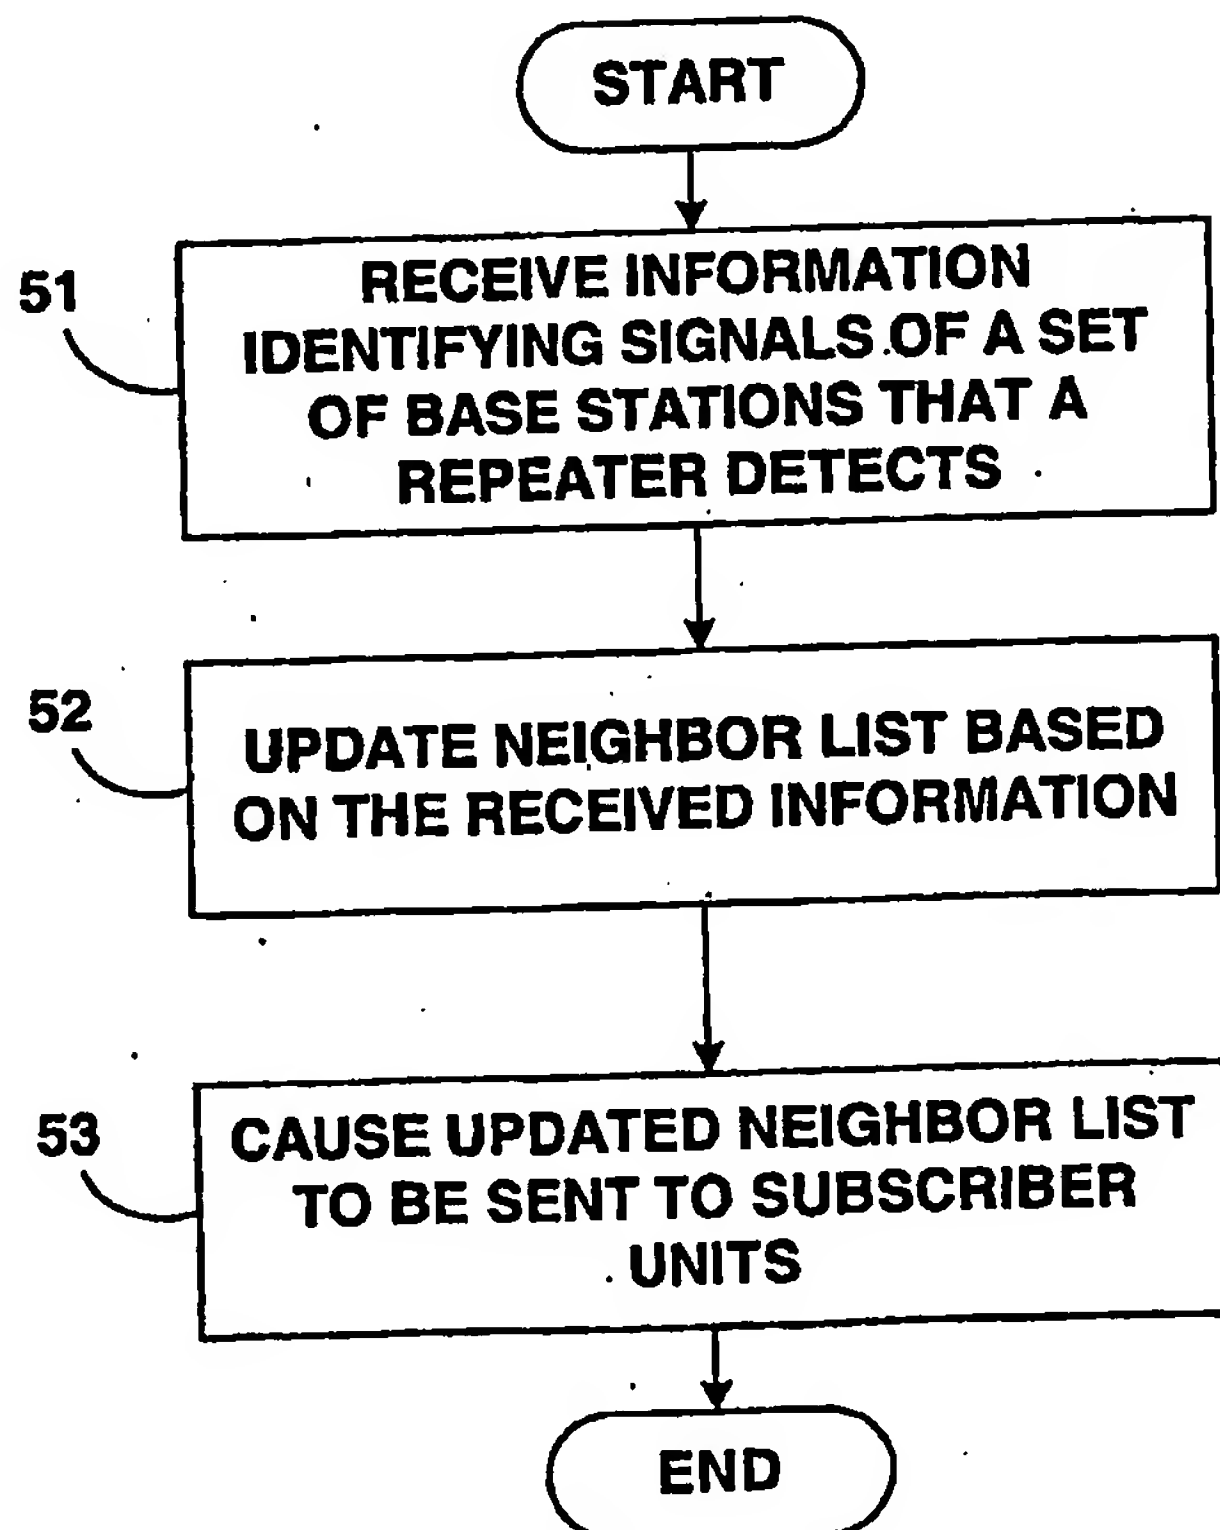 START
51
RECEIVE INFORMATION
IDENTIFYING SIGNALS OF A SET
OF BASE STATIONS THAT A
REPEATER DETECTS
52
UPDATE NEIGHBOR LIST BASED
ON THE RECEIVED INFORMATION
53
CAUSE UPDATED NEIGHBOR LIST
TO BE SENT TO SUBSCRIBER
UNITS
END